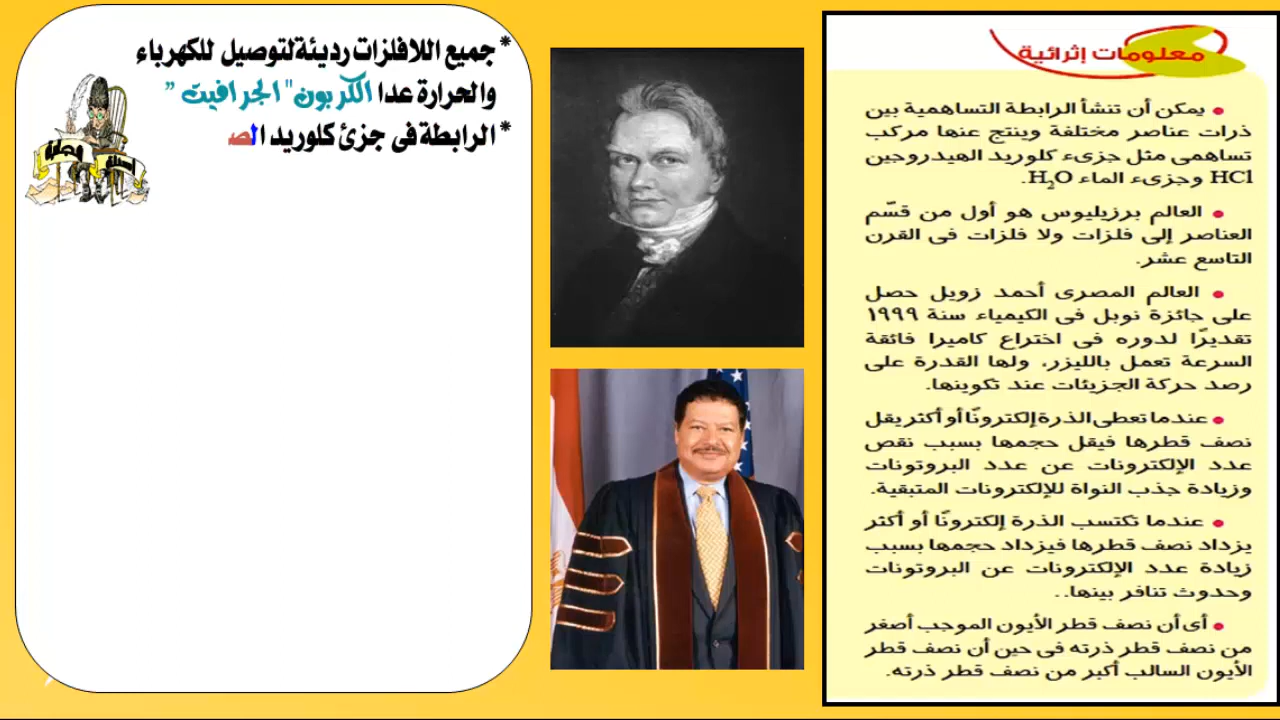 معلومات إثرائية
• يمكن أن تنشأ الرابطة التساهمية بين
ذرات عناصر مختلفة وينتج عنها مركب
تساهمى مثل جزىء كلوريد الهيدروجين
HCl وجزىء الماء H₂O.
• العالم برزيليوس هو أول من قسّم
العناصر إلى فلزات ولا فلزات فى القرن
التاسع عشر.
• العالم المصرى أحمد زويل حصل
على جائزة نوبل فى الكيمياء سنة ١٩٩٩
تقديرًا لدوره فى اختراع كاميرا فائقة
السرعة تعمل بالليزر، ولها القدرة على
رصد حركة الجزيئات عند تكوينها.
• عندما تعطى الذرة إلكترونًا أو أكثر يقل
نصف قطرها فيقل حجمها بسبب نقص
عدد الإلكترونات عن عدد البروتونات
وزيادة جذب النواة للإلكترونات المتبقية.
• عندما تكتسب الذرة إلكترونًا أو أكثر
يزداد نصف قطرها فيزداد حجمها بسبب
زيادة عدد الإلكترونات عن البروتونات
وحدوث تنافر بينها..
• أى أن نصف قطر الأيون الموجب أصغر
من نصف قطر ذرته فى حين أن نصف قطر
الأيون السالب أكبر من نصف قطر ذرته.
* جميع اللافلزات رديئة لتوصيل للكهرباء
والحرارة عدا الكربون" الجرافيت "
* الرابطة فى جزئ كلوريد الص